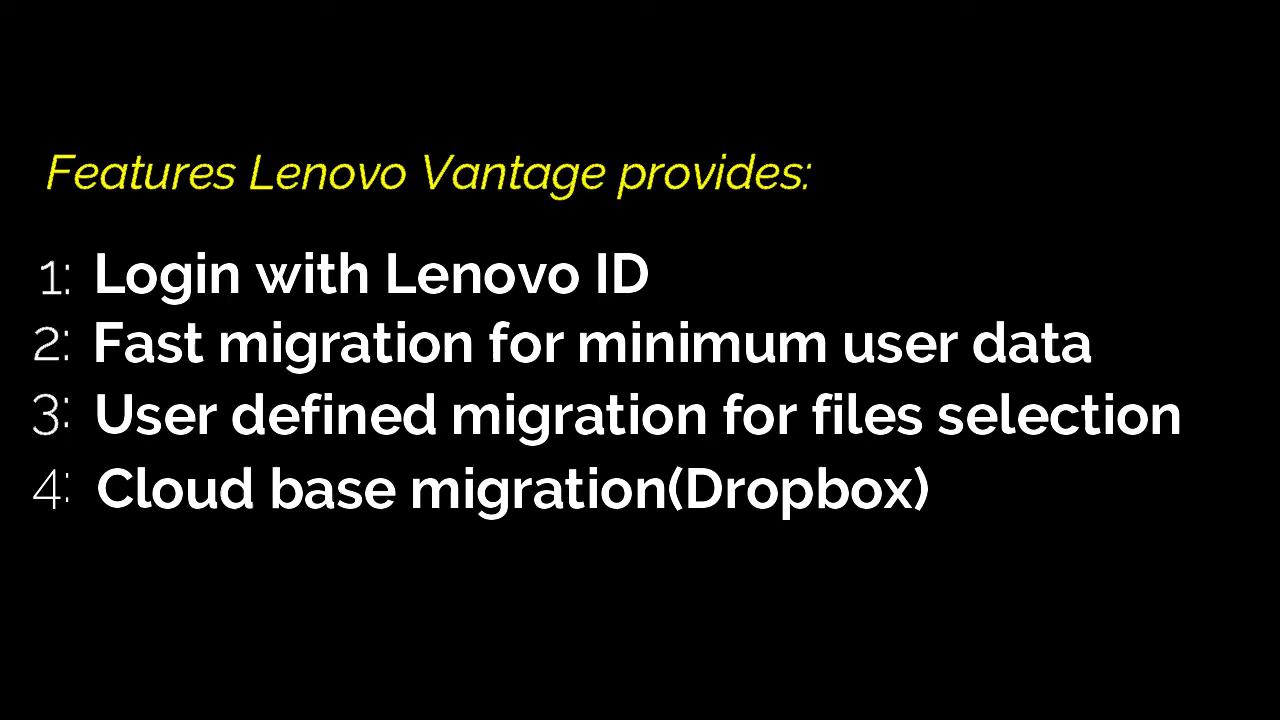 Features Lenovo Vantage provides:
1: Login with Lenovo ID
2: Fast migration for minimum user data
3: User defined migration for files selection
4: Cloud base migration(Dropbox)